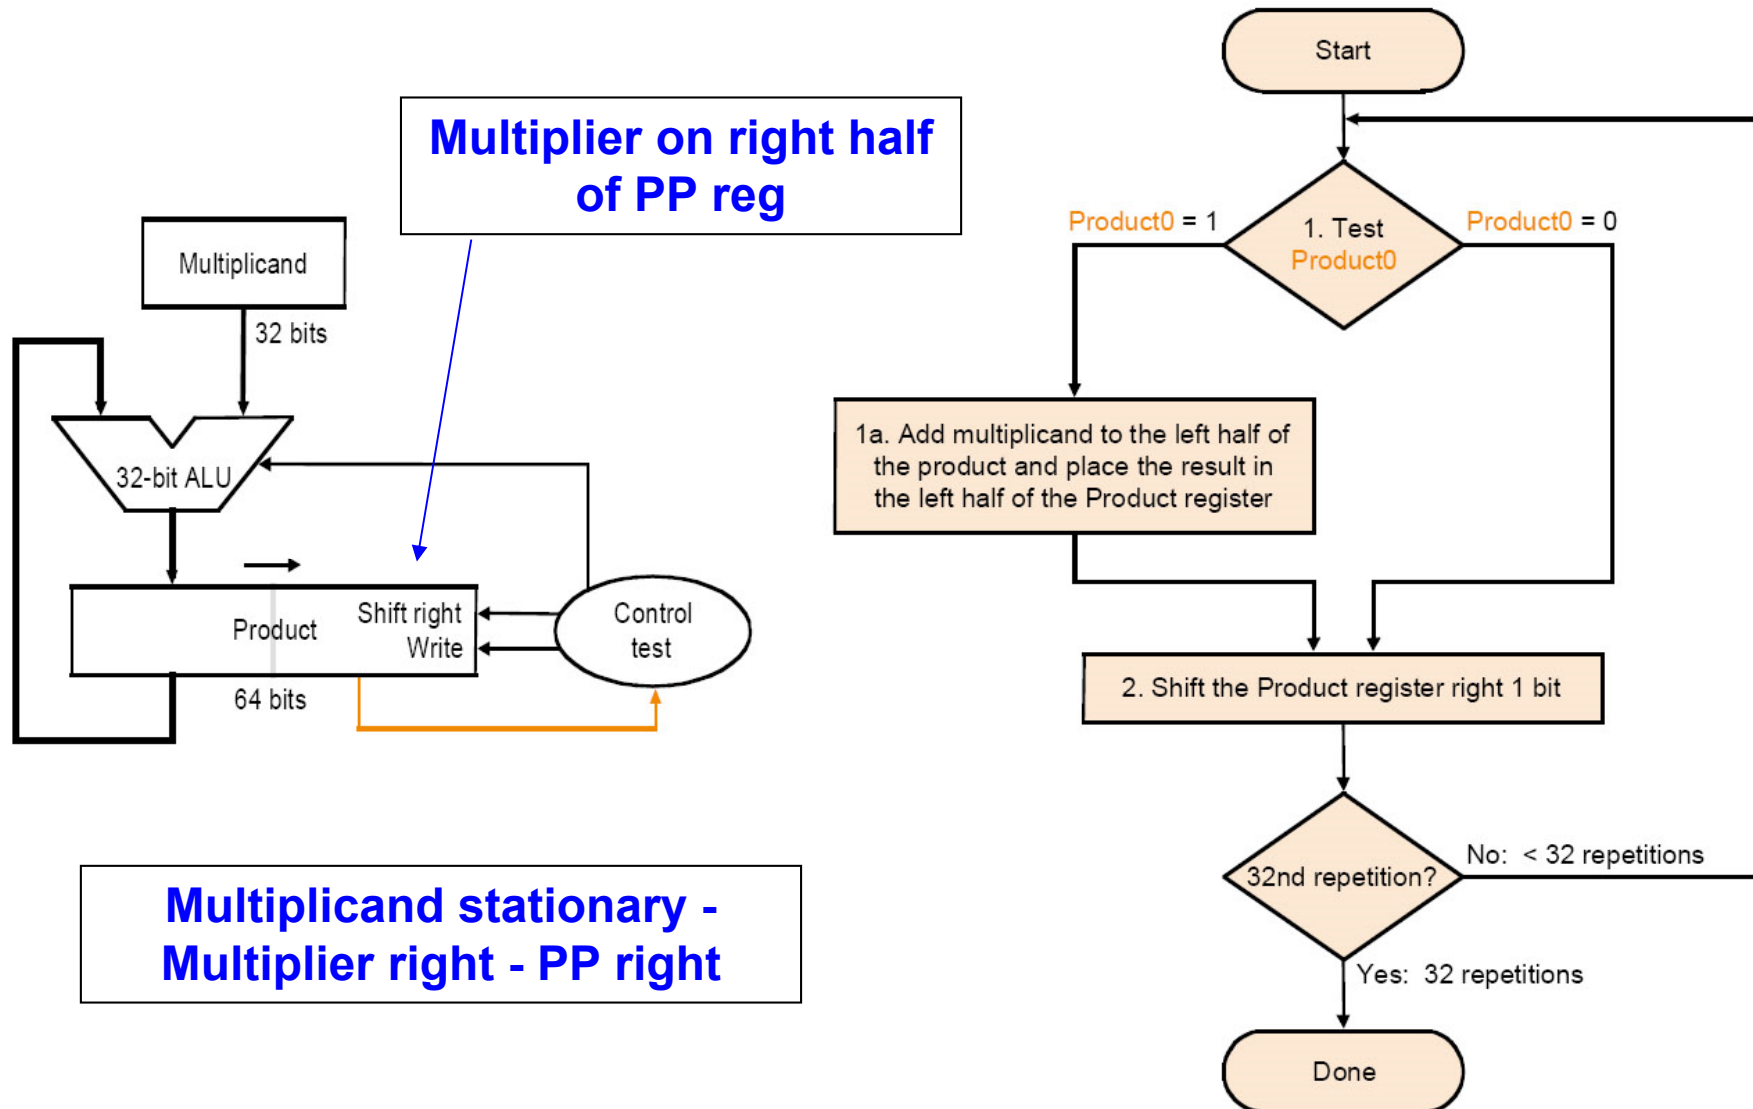 Multiplier on right half
of PP reg
Multiplicand
32 bits
32-bit ALU
Product
Shift right
Write
64 bits
Control
test
Multiplicand stationary -
Multiplier right - PP right
Start
Product0 = 1
1. Test
Product0
Product0 = 0
1a. Add multiplicand to the left half of
the product and place the result in
the left half of the Product register
2. Shift the Product register right 1 bit
32nd repetition?
No: < 32 repetitions
Yes: 32 repetitions
Done